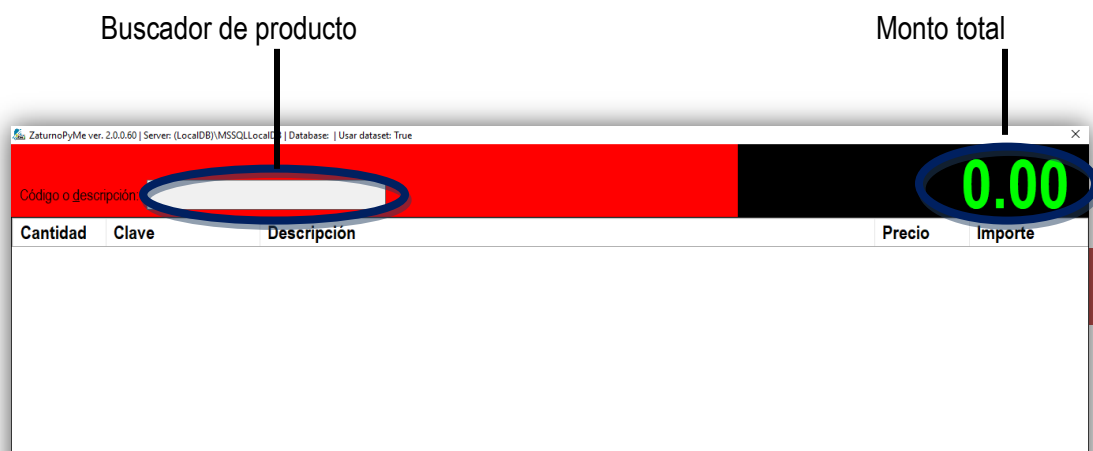 Buscador de producto
Monto total
ZaturnoPyMe ver. 2.0.0.60 | Server: (LocalDB)\MSSQLLocalDB | Database: | Usar dataset: True
Código o descripción:
0.00
Cantidad Clave Descripción Precio Importe